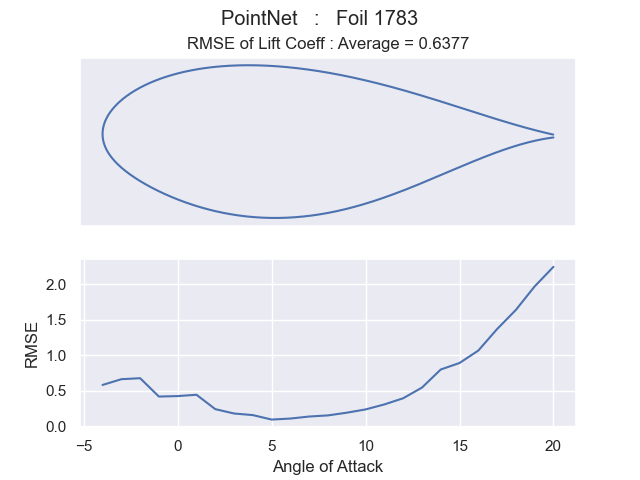 PointNet : Foil 1783
RMSE of Lift Coeff : Average = 0.6377
2.0
1.5
1.0
0.5
0.0
RMSE
−5
0
5
10
15
20
Angle of Attack